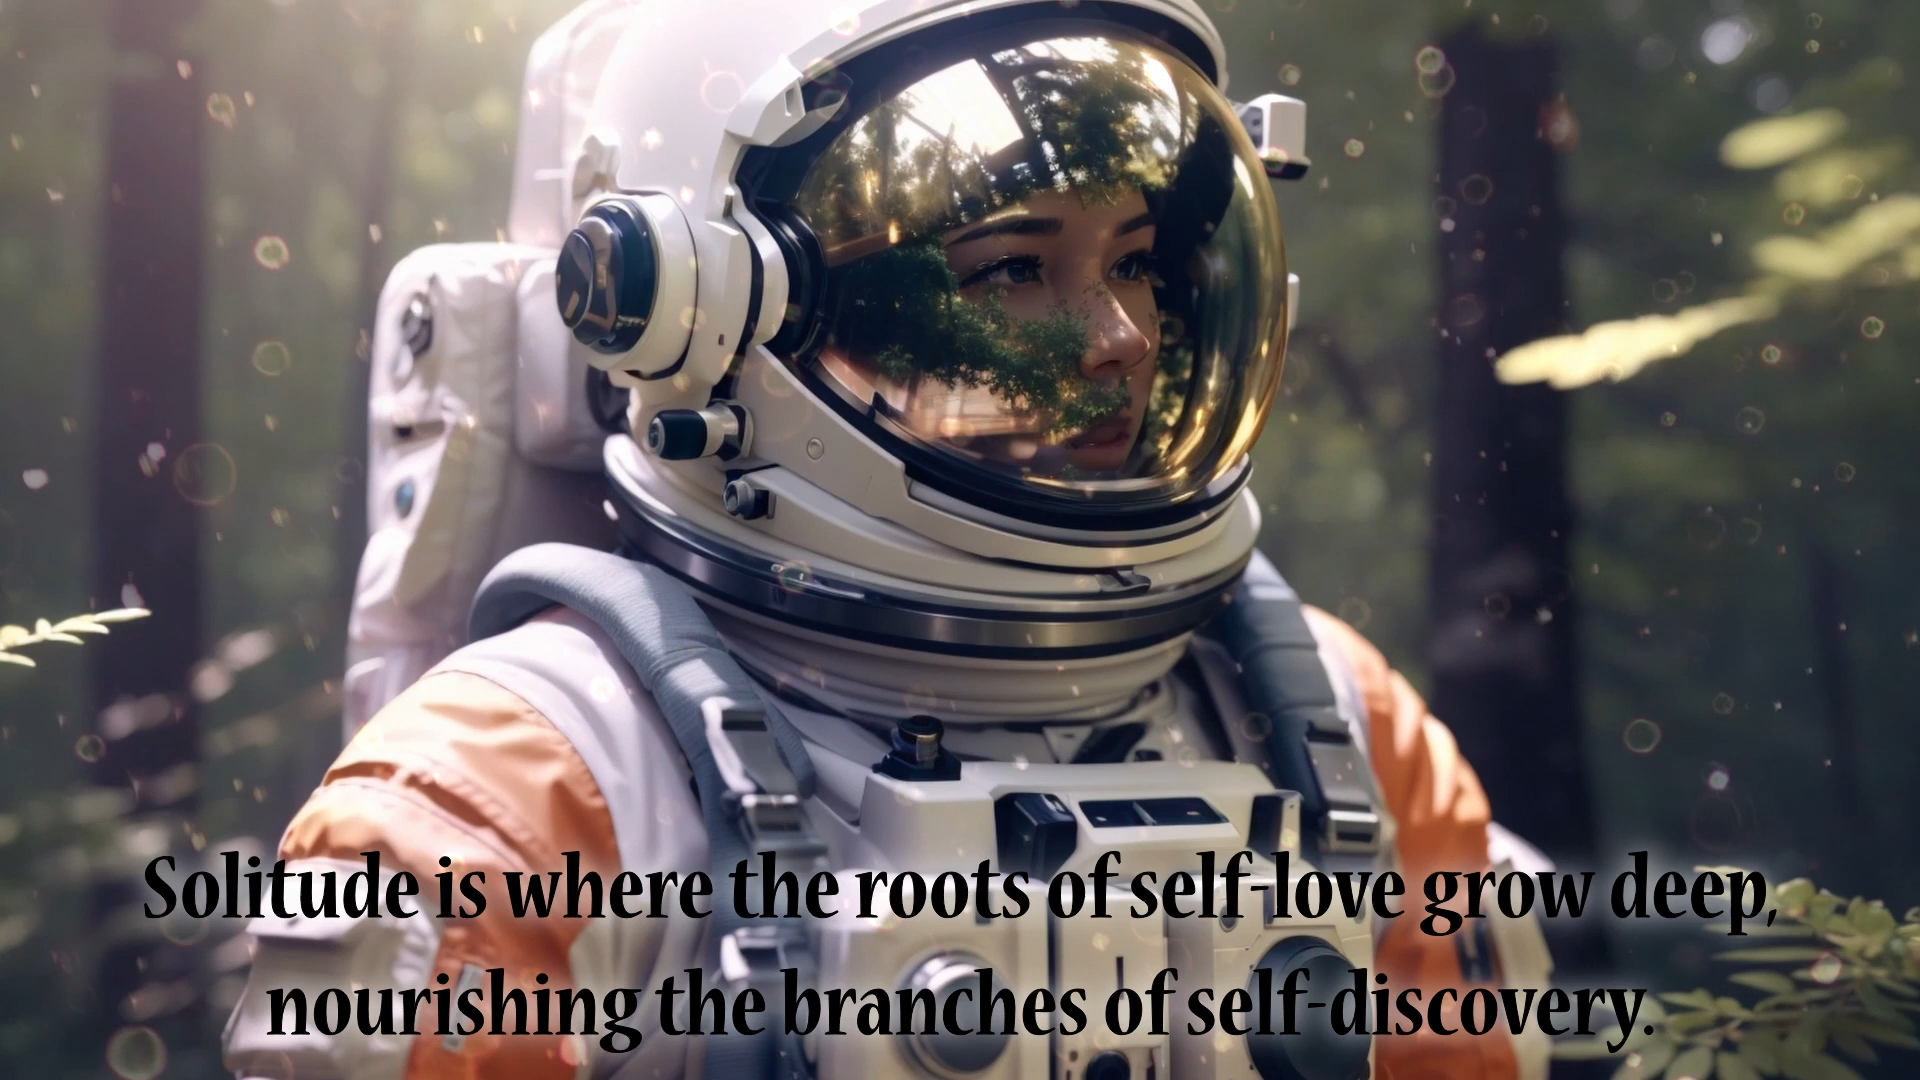 Solitude is where the roots of self-love grow deep,
nourishing the branches of self-discovery.